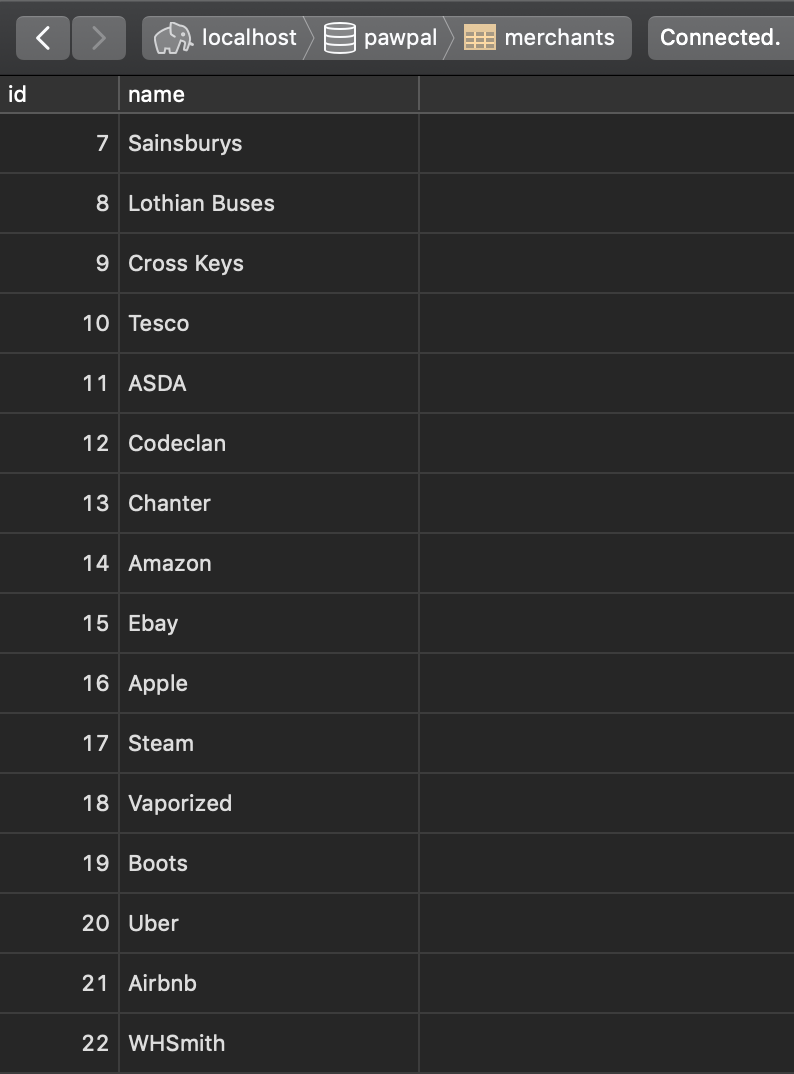 localhost pawpal merchants Connected.
id name
7 Sainsburys
8 Lothian Buses
9 Cross Keys
10 Tesco
11 ASDA
12 Codeclan
13 Chanter
14 Amazon
15 Ebay
16 Apple
17 Steam
18 Vaporized
19 Boots
20 Uber
21 Airbnb
22 WHSmith